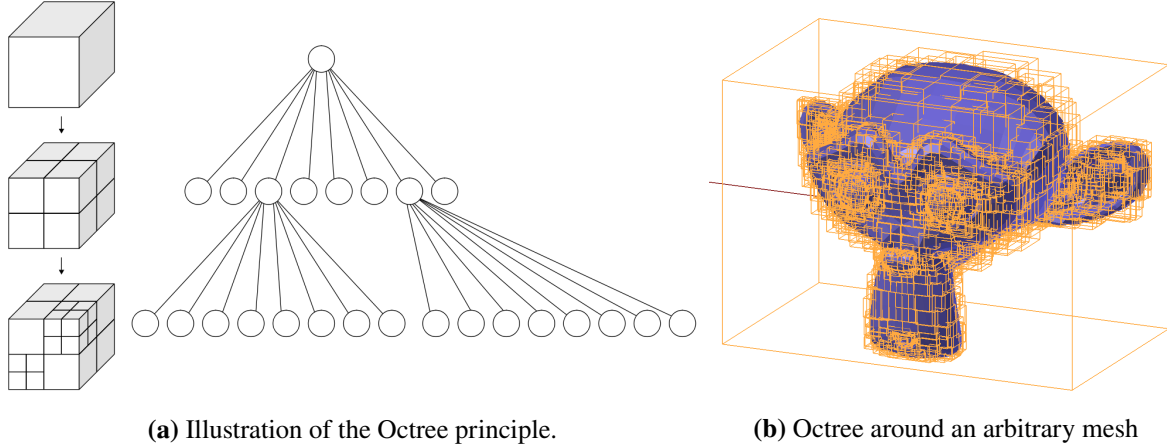 (a) Illustration of the Octree principle.
(b) Octree around an arbitrary mesh